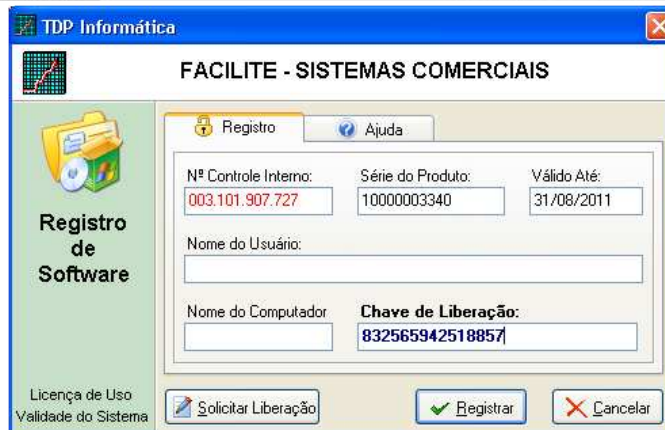 TDP Informática
FACILITE - SISTEMAS COMERCIAIS
Registro
Ajuda
Nº Controle Interno: Série do Produto: Válido Até:
003.101.907.727 10000003340 31/08/2011
Nome do Usuário:
Nome do Computador Chave de Liberação:
832565942518857
Registro
de
Software
Licença de Uso
Validade do Sistema
Solicitar Liberação Registrar Cancelar